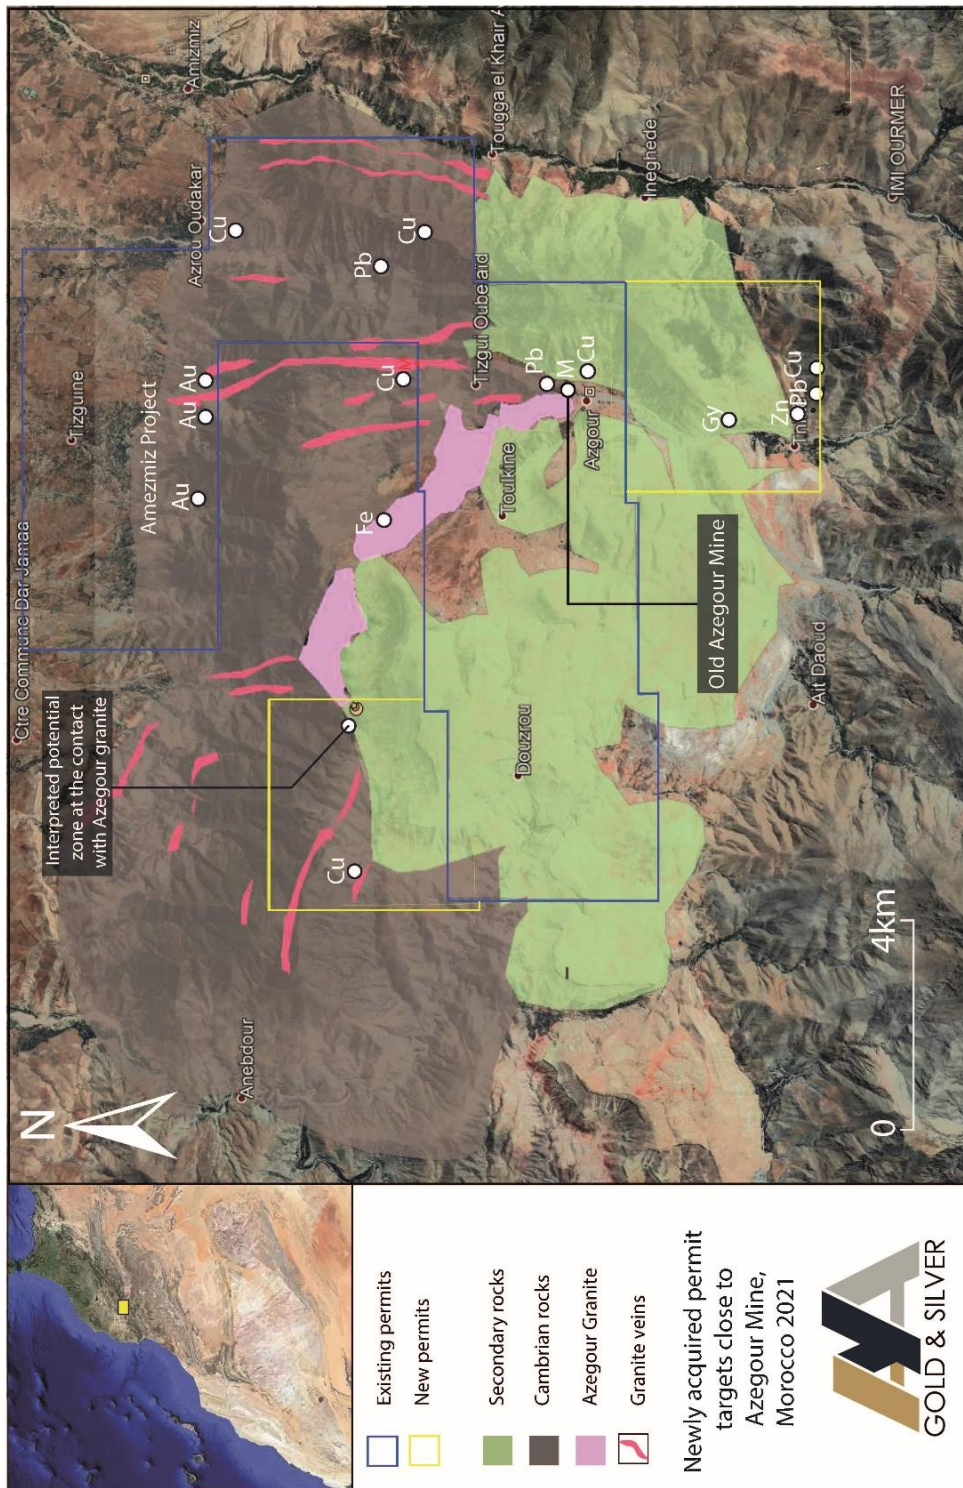 Existing permits
New permits
Secondary rocks
Cambrian rocks
Azegour Granite
Granite veins
Newly acquired permit
targets close to
Azegour Mine,
Morocco 2021
GOLD & SILVER
N
Ctre Commune Dar Jamaa
Tizguine
Amizmiz
Interpreted potential
zone at the contact
with Azegour granite
Amezmiz Project
Azrou Oudakar
Au
Au
Au
Cu
Anebdour
Cu
Fe
Cu
Pb
Cu
Tizgui Oubelaid
Tougga el Khair A
Douzrou
Toulkine
Pb
M
Cu
Azgour
Ineghede
Old Azegour Mine
Gy
Zn
Pb
Cu
Ait Daoud
IMI OURMER
0
4km